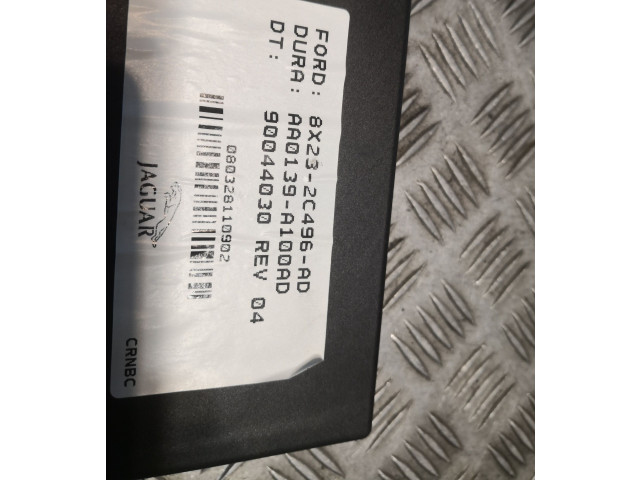 FORD: 8X23-2C496-AD
DURA: AA0139-A100AD
DT: 90044030 REV 04
080328110902
JAGUAR
CRNBC